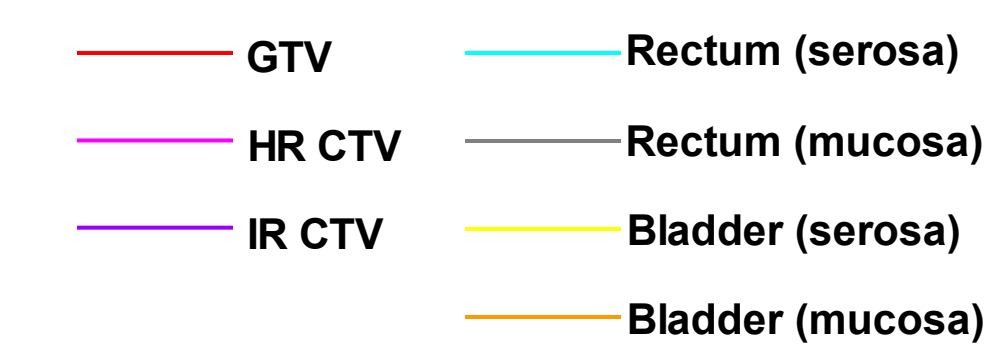 GTV
HR CTV
IR CTV
Rectum (serosa)
Rectum (mucosa)
Bladder (serosa)
Bladder (mucosa)